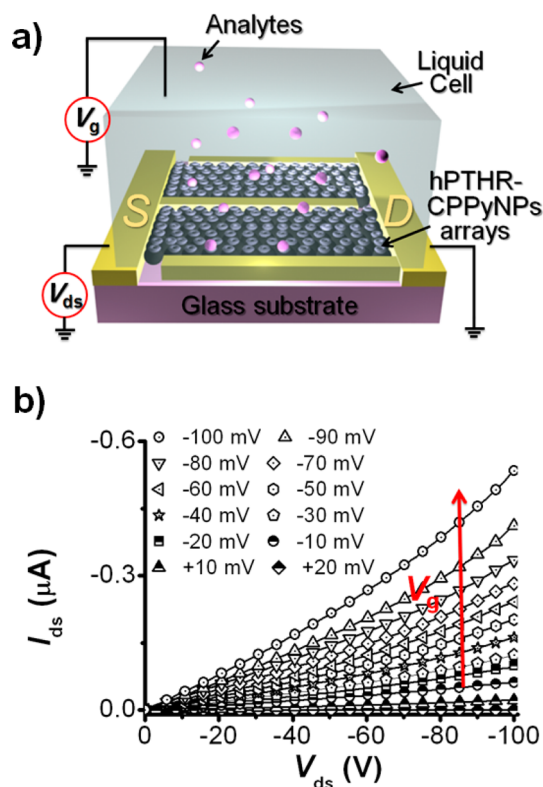 a)
Analytes
Liquid
Cell
Vg
hPTHR-
CPPyNPs
arrays
S
D
Vds
Glass substrate
b)
-0.6
-100 mV -90 mV
-80 mV -70 mV
-60 mV -50 mV
-40 mV -30 mV
-20 mV -10 mV
+10 mV +20 mV
-0.3
Ids (μA)
Vg
0.0
0 -20 -40 -60 -80 -100
Vds (V)